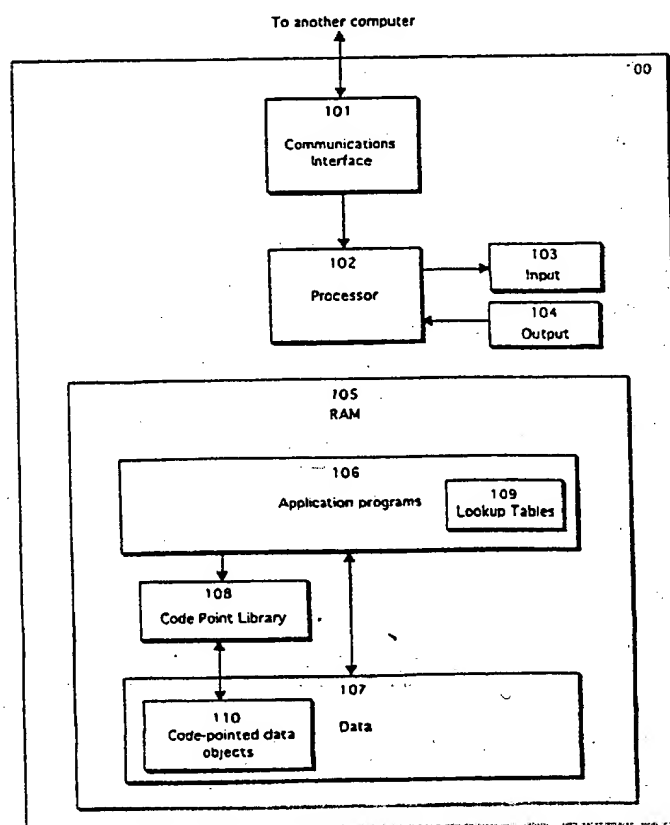 To another computer
00
101
Communications
Interface
102
Processor
103
Input
104
Output
105
RAM
106
Application programs
109
Lookup Tables
108
Code Point Library
107
Data
110
Code-pointed data
objects